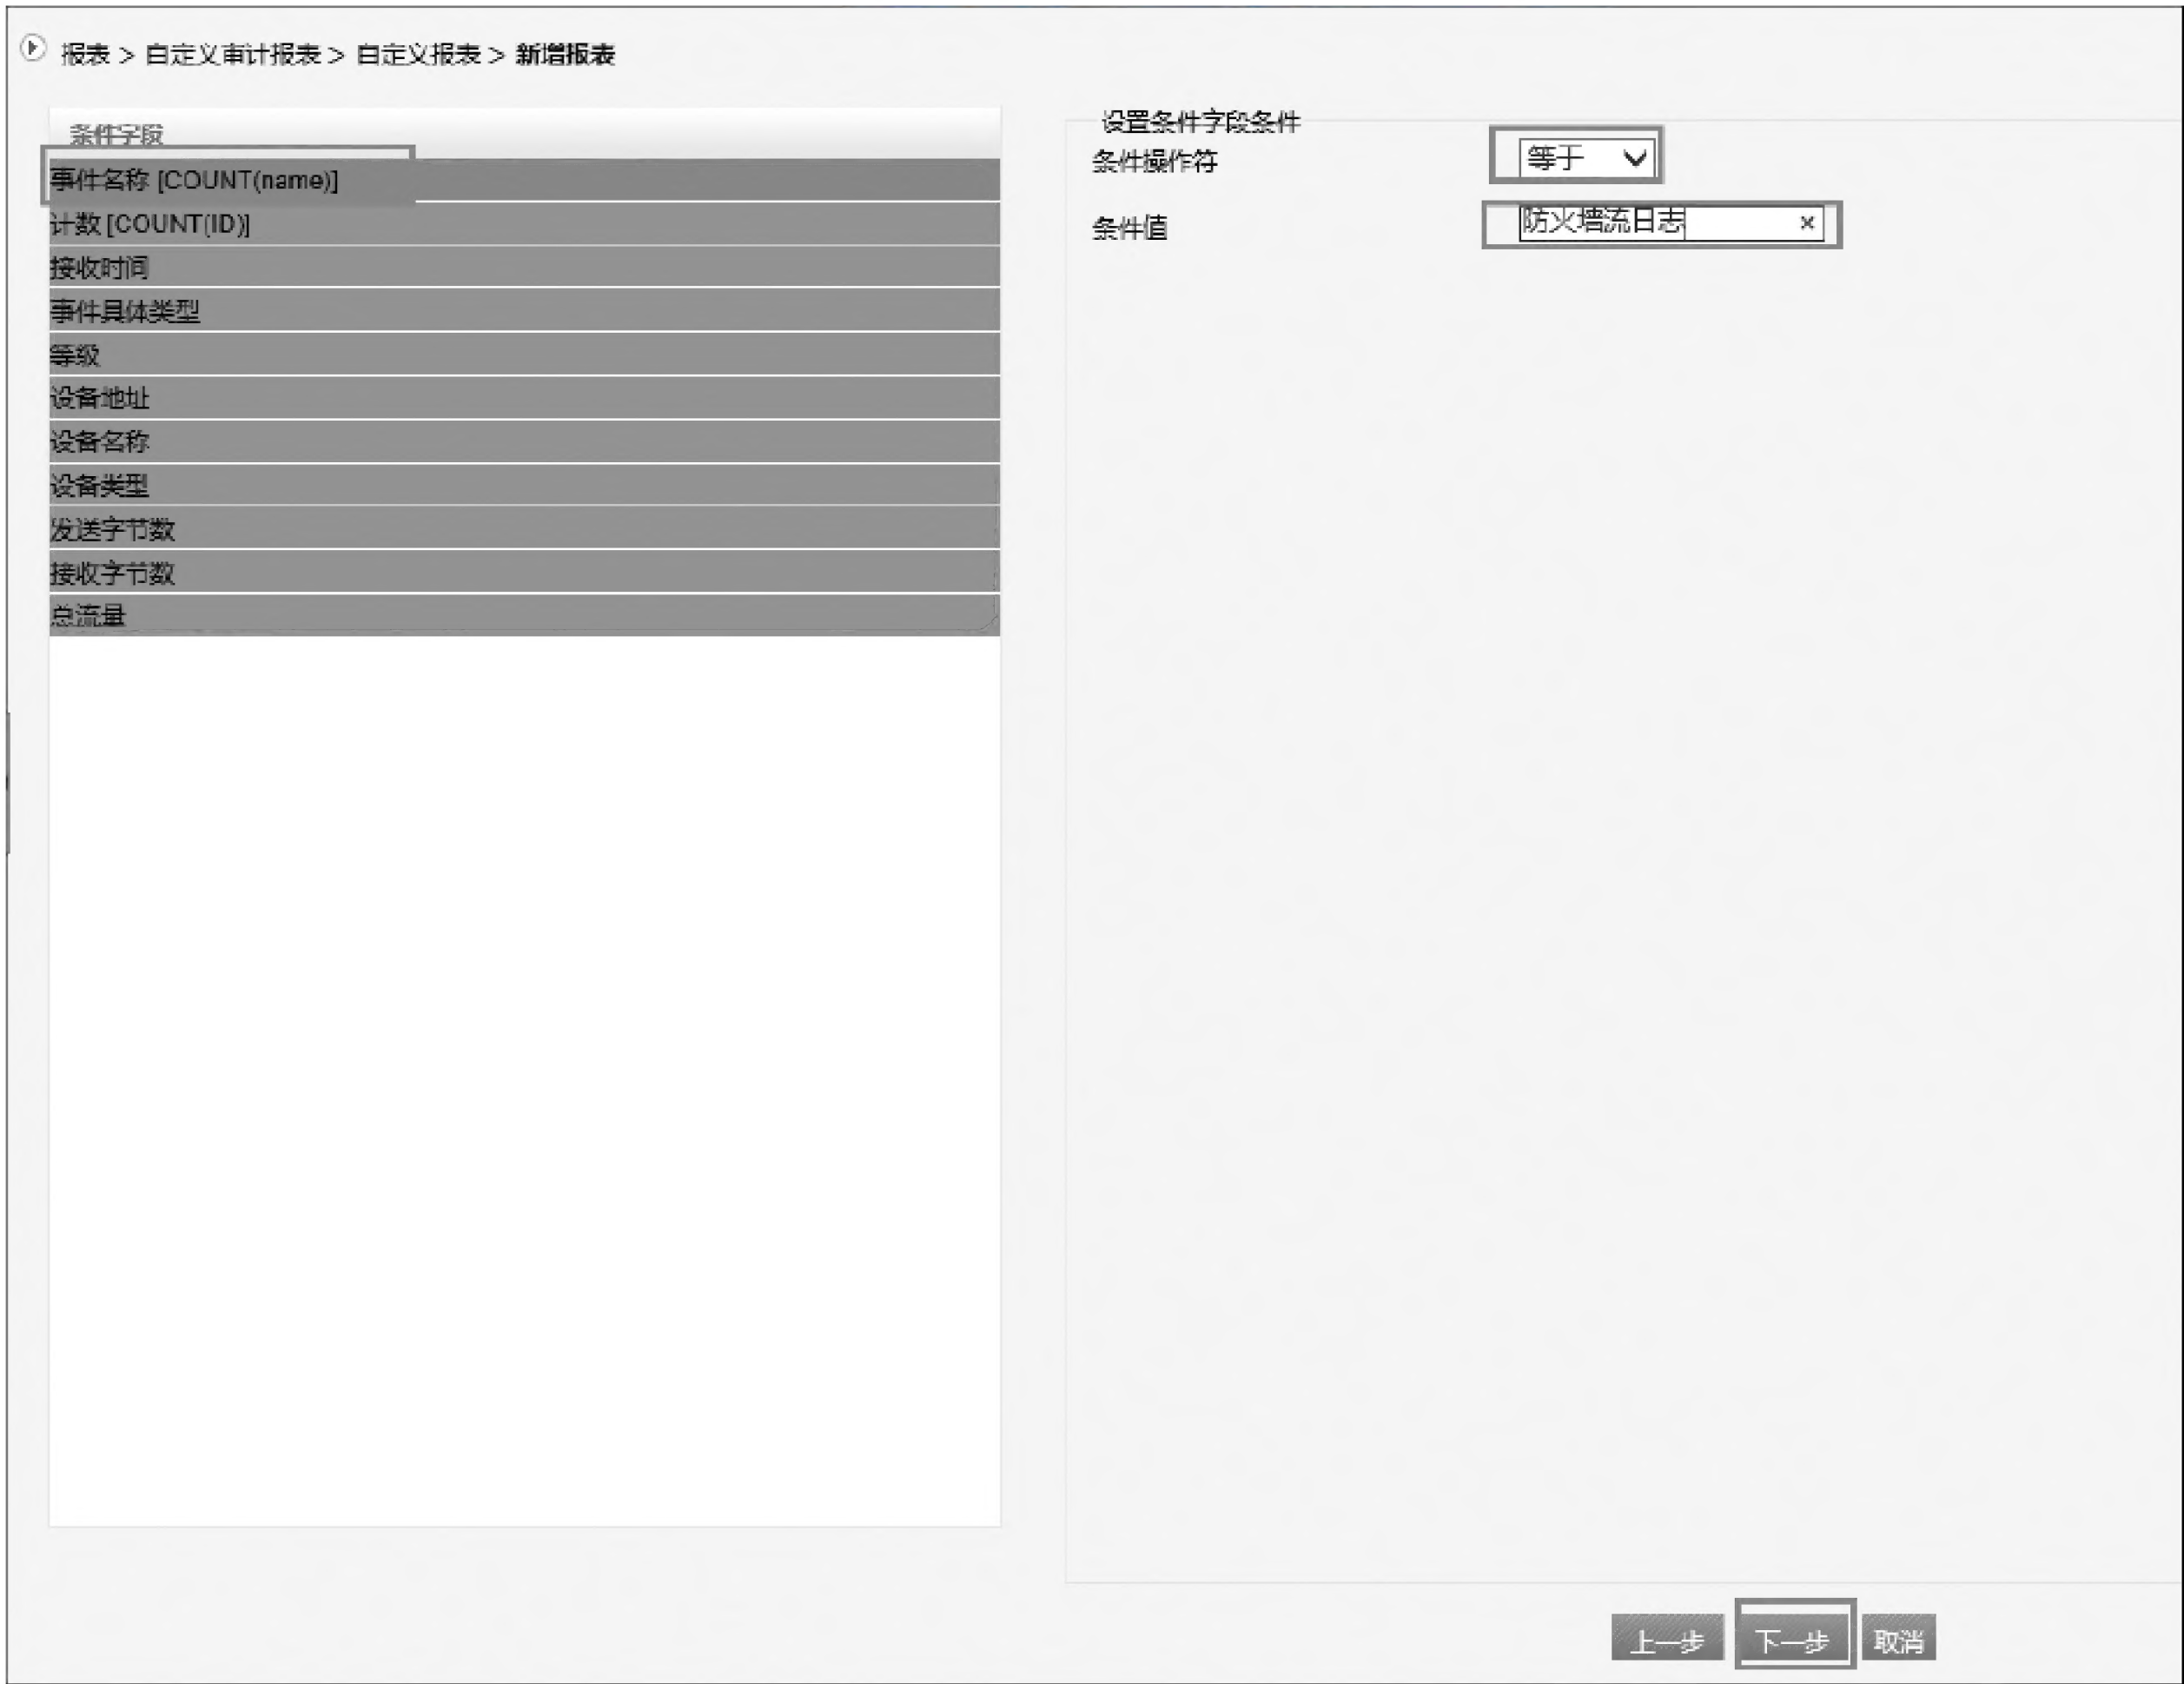 报表 > 自定义审计报表 > 自定义报表 > 新增报表
条件字段
事件名称 [COUNT(name)]
计数 [COUNT(ID)]
接收时间
事件具体类型
等级
设备地址
设备名称
设备类型
发送字节数
接收字节数
总流量
设置条件字段条件
条件操作符
等于
条件值
防火墙流日志
×
上一步
下一步
取消